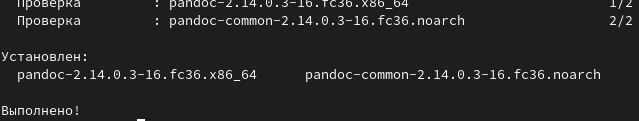 Проверка         : pandoc-2.14.0.3-16.fc36.x86_64                        1/2
Проверка         : pandoc-common-2.14.0.3-16.fc36.noarch                 2/2
Установлен:
pandoc-2.14.0.3-16.fc36.x86_64      pandoc-common-2.14.0.3-16.fc36.noarch
Выполнено!